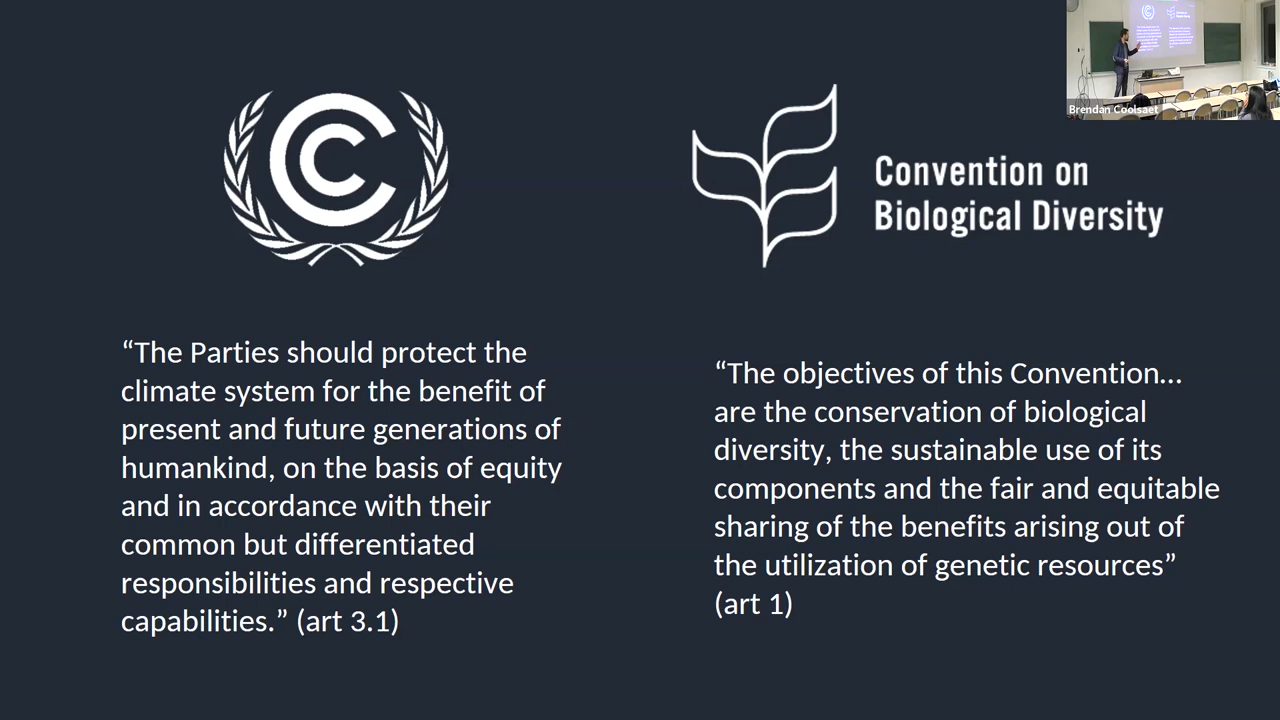 Brendan Coolsaet
Convention on
Biological Diversity
“The Parties should protect the
climate system for the benefit of
present and future generations of
humankind, on the basis of equity
and in accordance with their
common but differentiated
responsibilities and respective
capabilities.” (art 3.1)
“The objectives of this Convention...
are the conservation of biological
diversity, the sustainable use of its
components and the fair and equitable
sharing of the benefits arising out of
the utilization of genetic resources”
(art 1)